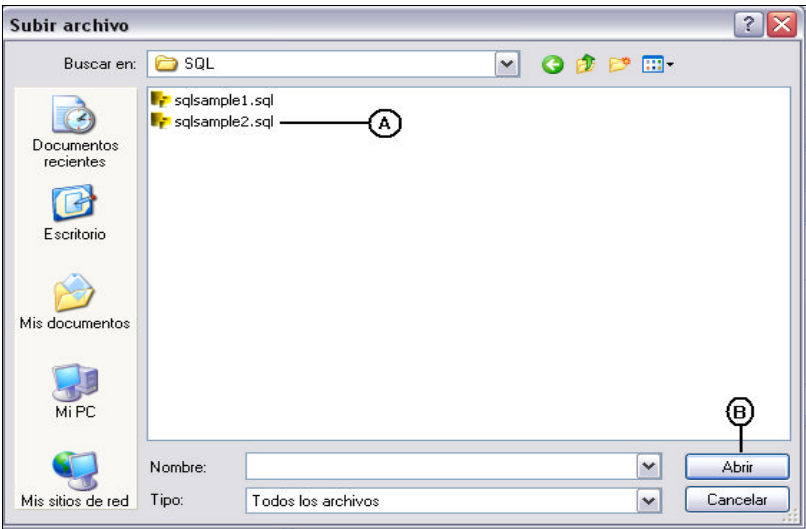 Subir archivo
Buscar en: SQL
sqlsample1.sql
sqlsample2.sql A
Documentos
recientes
Escritorio
Mis documentos
Mi PC
Mis sitios de red
B
Nombre: Abrir
Tipo: Todos los archivos Cancelar